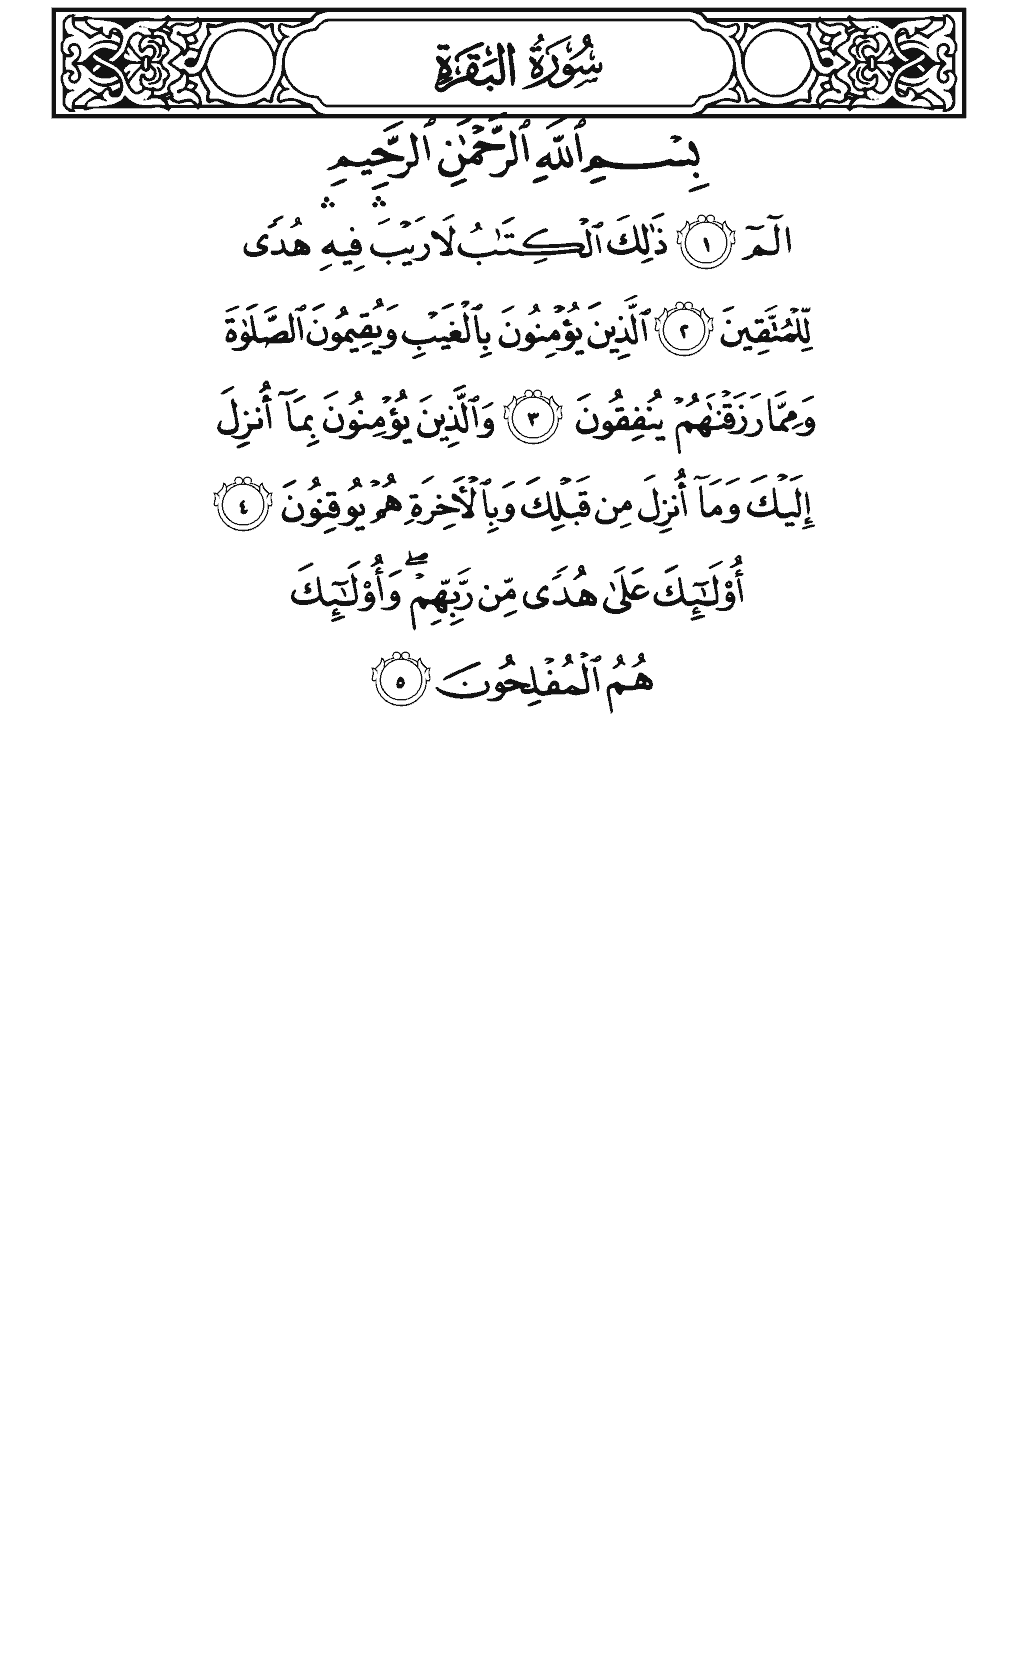 سُورَةُ البَقَرَةِ
بِسْمِ ٱللَّهِ ٱلرَّحْمَٰنِ ٱلرَّحِيمِ
الٓمٓ ١ ذَٰلِكَ ٱلْكِتَٰبُ لَا رَيْبَ ۛ فِيهِ ۛ هُدًى
لِّلْمُتَّقِينَ ٢ ٱلَّذِينَ يُؤْمِنُونَ بِٱلْغَيْبِ وَيُقِيمُونَ ٱلصَّلَوٰةَ
وَمِمَّا رَزَقْنَٰهُمْ يُنفِقُونَ ٣ وَٱلَّذِينَ يُؤْمِنُونَ بِمَآ أُنزِلَ
إِلَيْكَ وَمَآ أُنزِلَ مِن قَبْلِكَ وَبِٱلْأَخِرَةِ هُمْ يُوقِنُونَ ٤
أُوْلَٰٓئِكَ عَلَىٰ هُدًى مِّن رَّبِّهِمْ ۖ وَأُوْلَٰٓئِكَ
هُمُ ٱلْمُفْلِحُونَ ٥